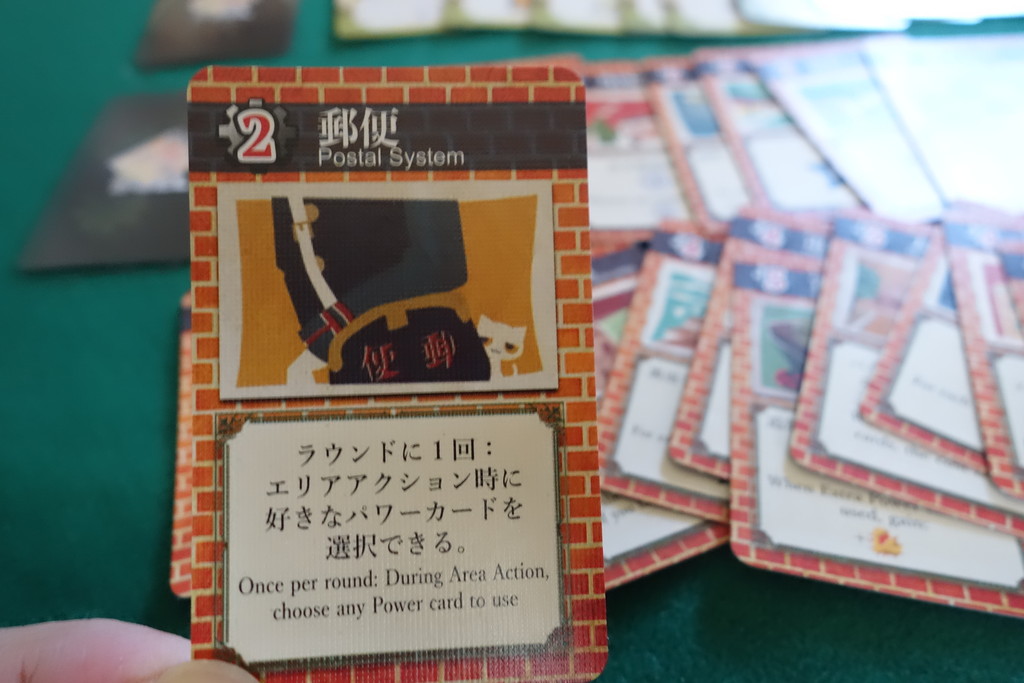 2
郵便
Postal System
便 郵
ラウンドに1回：
エリアアクション時に
好きなパワーカードを
選択できる。
Once per round: During Area Action,
choose any Power card to use
used, gain: